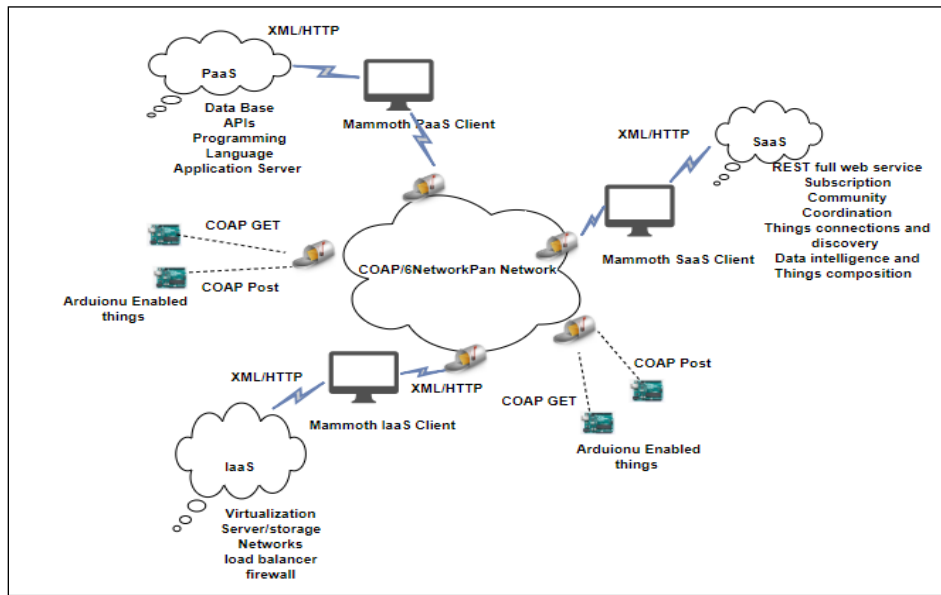 XML/HTTP
PaaS
Data Base
APIs
Programming
Language
Application Server
Mammoth PaaS Client
XML/HTTP
SaaS
REST full web service
Subscription
Community
Coordination
Things connections and
discovery
Data intelligence and
Things composition
Mammoth SaaS Client
COAP GET
COAP Post
Arduionu Enabled
things
COAP/6NetworkPan Network
XML/HTTP
XML/HTTP
Mammoth IaaS Client
COAP Post
COAP GET
Arduionu Enabled
things
IaaS
Virtualization
Server/storage
Networks
load balancer
firewall